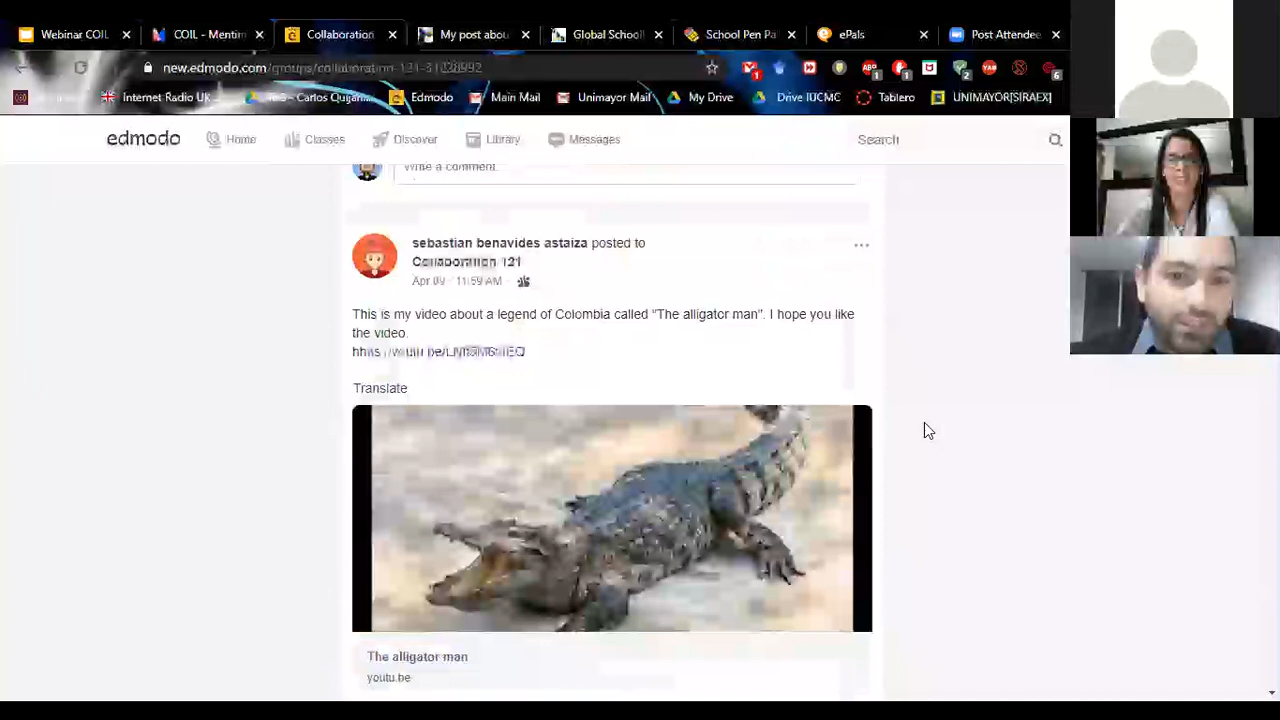 Webinar COIL
COIL - Mentim
Collaboration
My post abou
Global Schooll
School Pen Pa
ePals
Post Attendee
new.edmodo.com/groups/collaboration-121-
Internet Radio UK
Carlos Quijan
Edmodo
Main Mail
Unimayor Mail
My Drive
Drive IUCMC
Tablero
UNIMAYOR[SIRAEX]
edmodo
Home
Classes
Discover
Library
Messages
Search
Write a comment.
sebastian benavides astaiza posted to
Collaboration 121
Apr 09 · 11:59 AM
This is my video about a legend of Colombia called "The alligator man". I hope you like
the video.
Translate
The alligator man
youtu.be